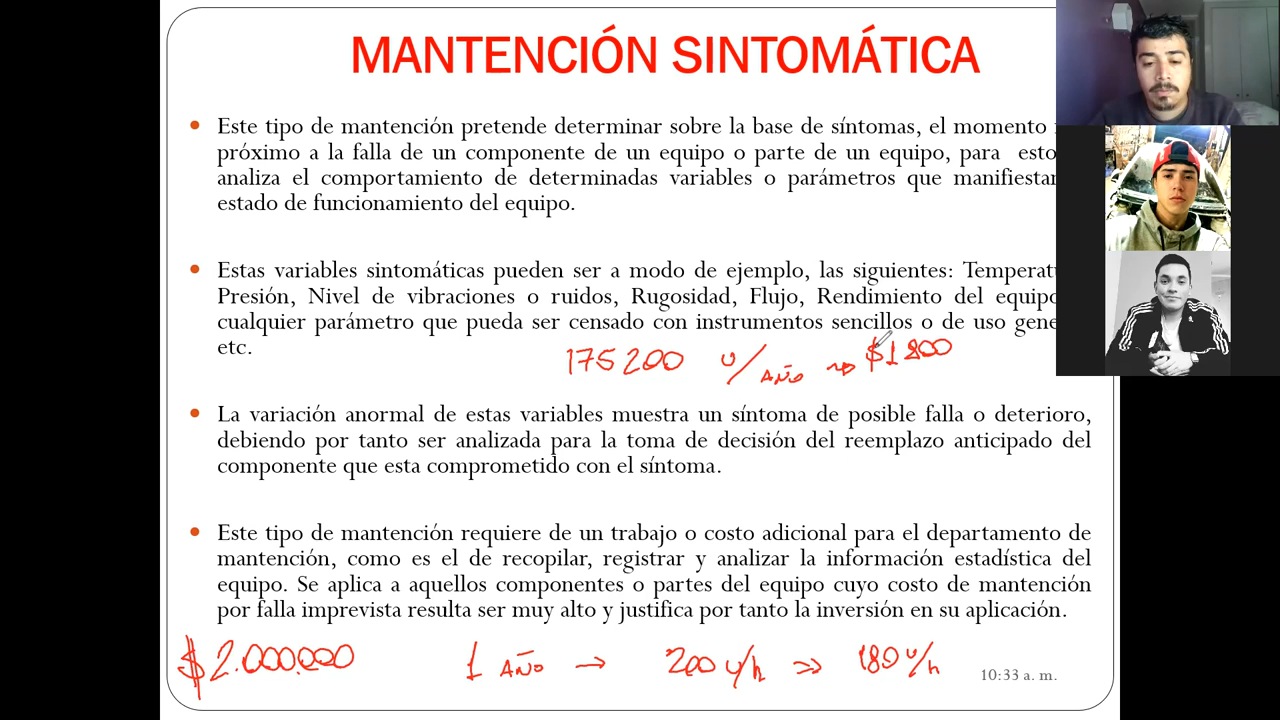 MANTENCIÓN SINTOMÁTICA
• Este tipo de mantención pretende determinar sobre la base de síntomas, el momento
próximo a la falla de un componente de un equipo o parte de un equipo, para esto
analiza el comportamiento de determinadas variables o parámetros que manifiestan
estado de funcionamiento del equipo.
• Estas variables sintomáticas pueden ser a modo de ejemplo, las siguientes:
Presión, Nivel de vibraciones o ruidos, Rugosidad, Flujo, Rendimiento del equipo
cualquier parámetro que pueda ser censado con instrumentos sencillos o de uso
etc.
175200 u/AÑO → $1800
• La variación anormal de estas variables muestra un síntoma de posible falla o deterioro,
debiendo por tanto ser analizada para la toma de decisión del reemplazo anticipado del
componente que esta comprometido con el síntoma.
• Este tipo de mantención requiere de un trabajo o costo adicional para el departamento de
mantención, como es el de recopilar, registrar y analizar la información estadística del
equipo. Se aplica a aquellos componentes o partes del equipo cuyo costo de mantención
por falla imprevista resulta ser muy alto y justifica por tanto la inversión en su aplicación.
$2.000.000 1 AÑO → 200 u/h ⇒ 180 u/h
10:33 a. m.